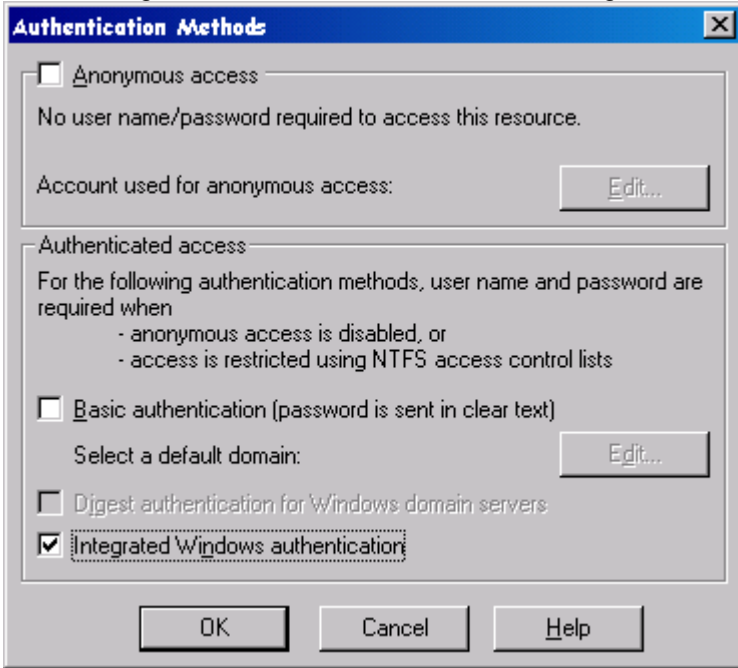 Authentication Methods
Anonymous access
No user name/password required to access this resource.
Account used for anonymous access:
Edit...
Authenticated access
For the following authentication methods, user name and password are
required when
- anonymous access is disabled, or
- access is restricted using NTFS access control lists
Basic authentication (password is sent in clear text)
Select a default domain:
Edit...
Digest authentication for Windows domain servers
Integrated Windows authentication
OK
Cancel
Help